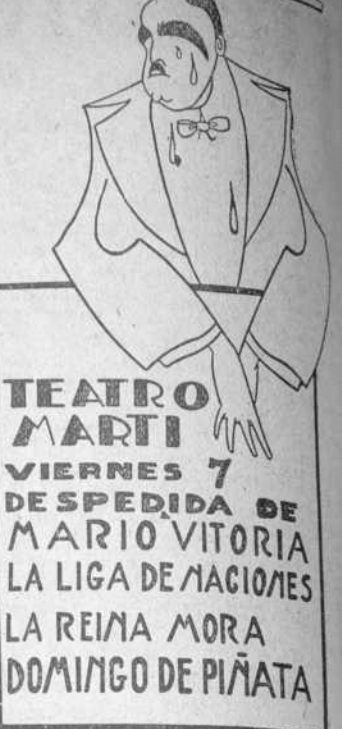 TEATRO
MARTI
VIERNES 7
DESPEDIDA DE
MARIO VITORIA
LA LIGA DE NACIONES
LA REINA MORA
DOMINGO DE PIÑATA